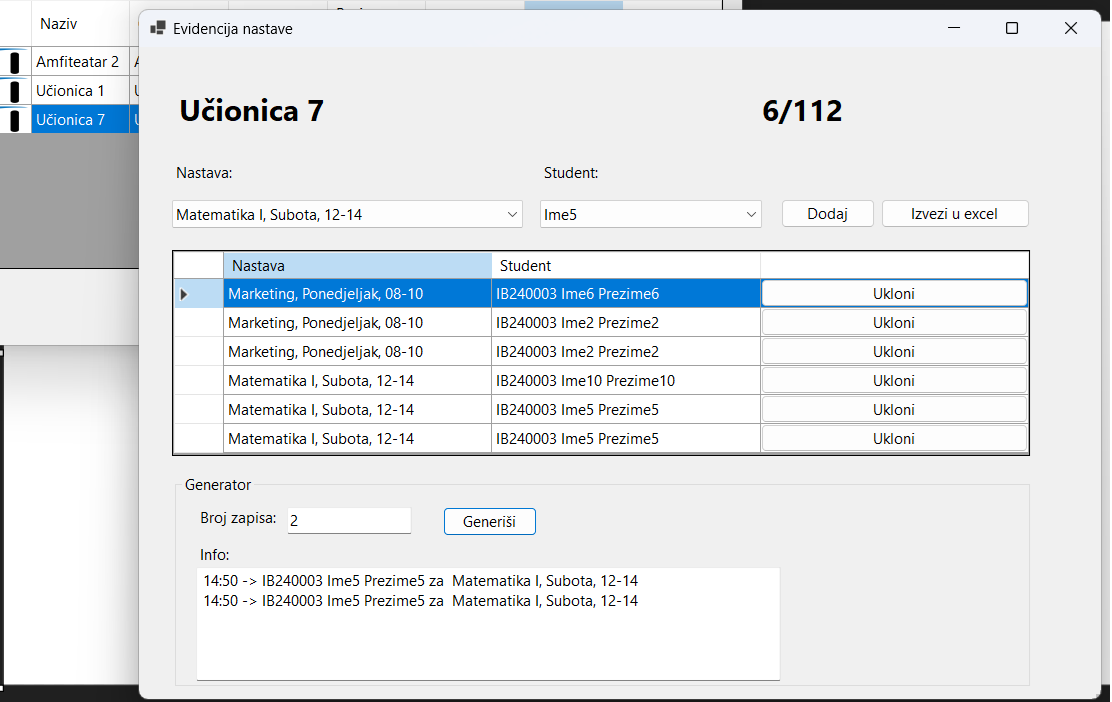 Naziv
Evidencija nastave
Amfiteatar 2
Učionica 1
Učionica 7
Učionica 7 6/112
Nastava: Student:
Matematika I, Subota, 12-14 Ime5 Dodaj Izvezi u excel
Nastava Student
Marketing, Ponedjeljak, 08-10 IB240003 Ime6 Prezime6 Ukloni
Marketing, Ponedjeljak, 08-10 IB240003 Ime2 Prezime2 Ukloni
Marketing, Ponedjeljak, 08-10 IB240003 Ime2 Prezime2 Ukloni
Matematika I, Subota, 12-14 IB240003 Ime10 Prezime10 Ukloni
Matematika I, Subota, 12-14 IB240003 Ime5 Prezime5 Ukloni
Matematika I, Subota, 12-14 IB240003 Ime5 Prezime5 Ukloni
Generator
Broj zapisa: 2 Generiši
Info:
14:50 -> IB240003 Ime5 Prezime5 za  Matematika I, Subota, 12-14
14:50 -> IB240003 Ime5 Prezime5 za  Matematika I, Subota, 12-14